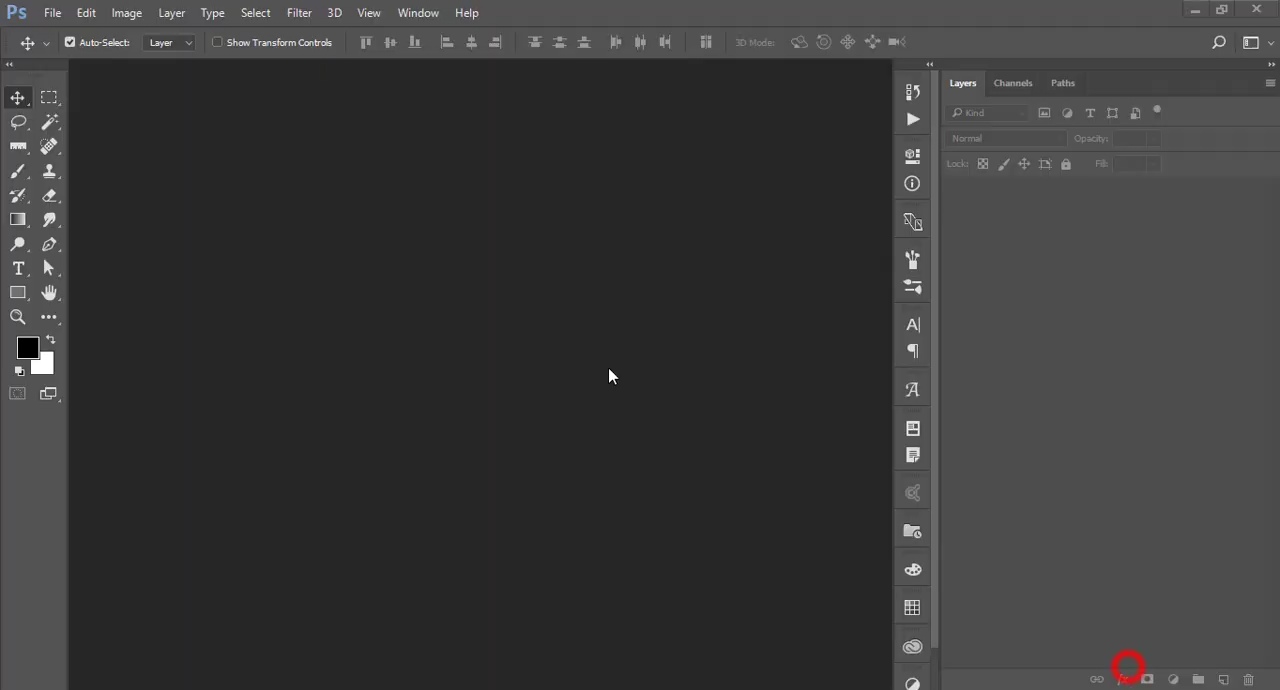 Ps File Edit Image Layer Type Select Filter 3D View Window Help
Auto-Select: Layer Show Transform Controls 3D Mode:
Layers Channels Paths
Kind
Normal Opacity:
Lock: Fill: